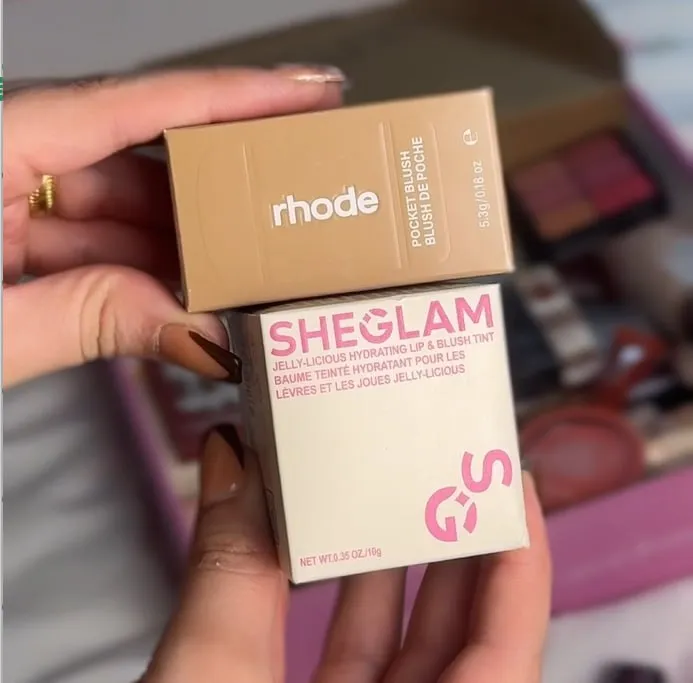 rhode
POCKET BLUSH
BLUSH DE POCHE
5.3g/0.18 oz
e
SHEGLAM
JELLY-LICIOUS HYDRATING LIP & BLUSH TINT
BAUME TEINTÉ HYDRATANT POUR LES
LÈVRES ET LES JOUES JELLY-LICIOUS
GS
NET WT.0.35 OZ./10g